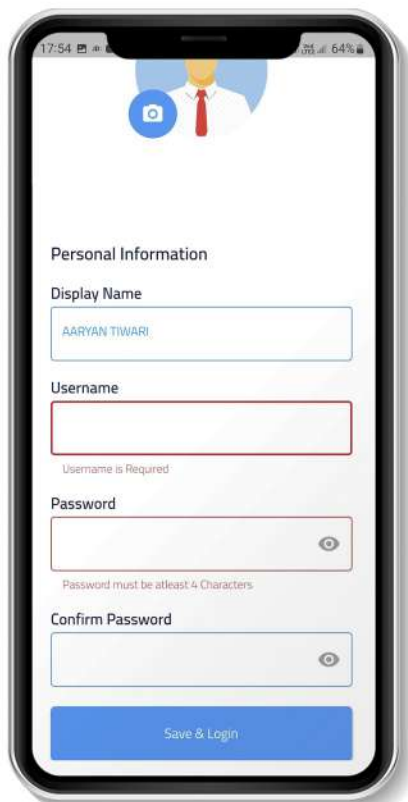 17:54
64%
Personal Information
Display Name
AARYAN TIWARI
Username
Username is Required
Password
Password must be atleast 4 Characters
Confirm Password
Save & Login